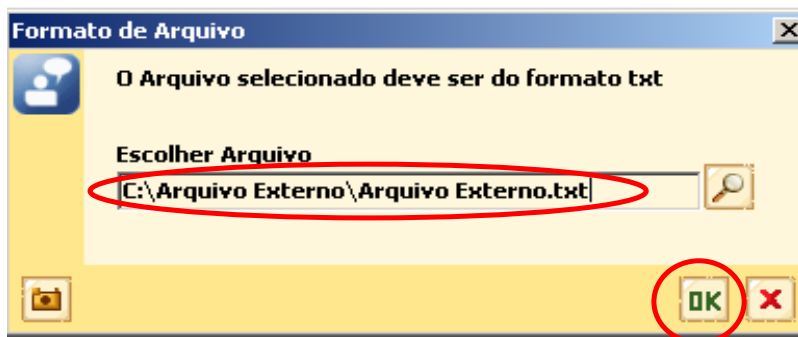 Formato de Arquivo
O Arquivo selecionado deve ser do formato txt
Escolher Arquivo
C:\Arquivo Externo\Arquivo Externo.txt
OK